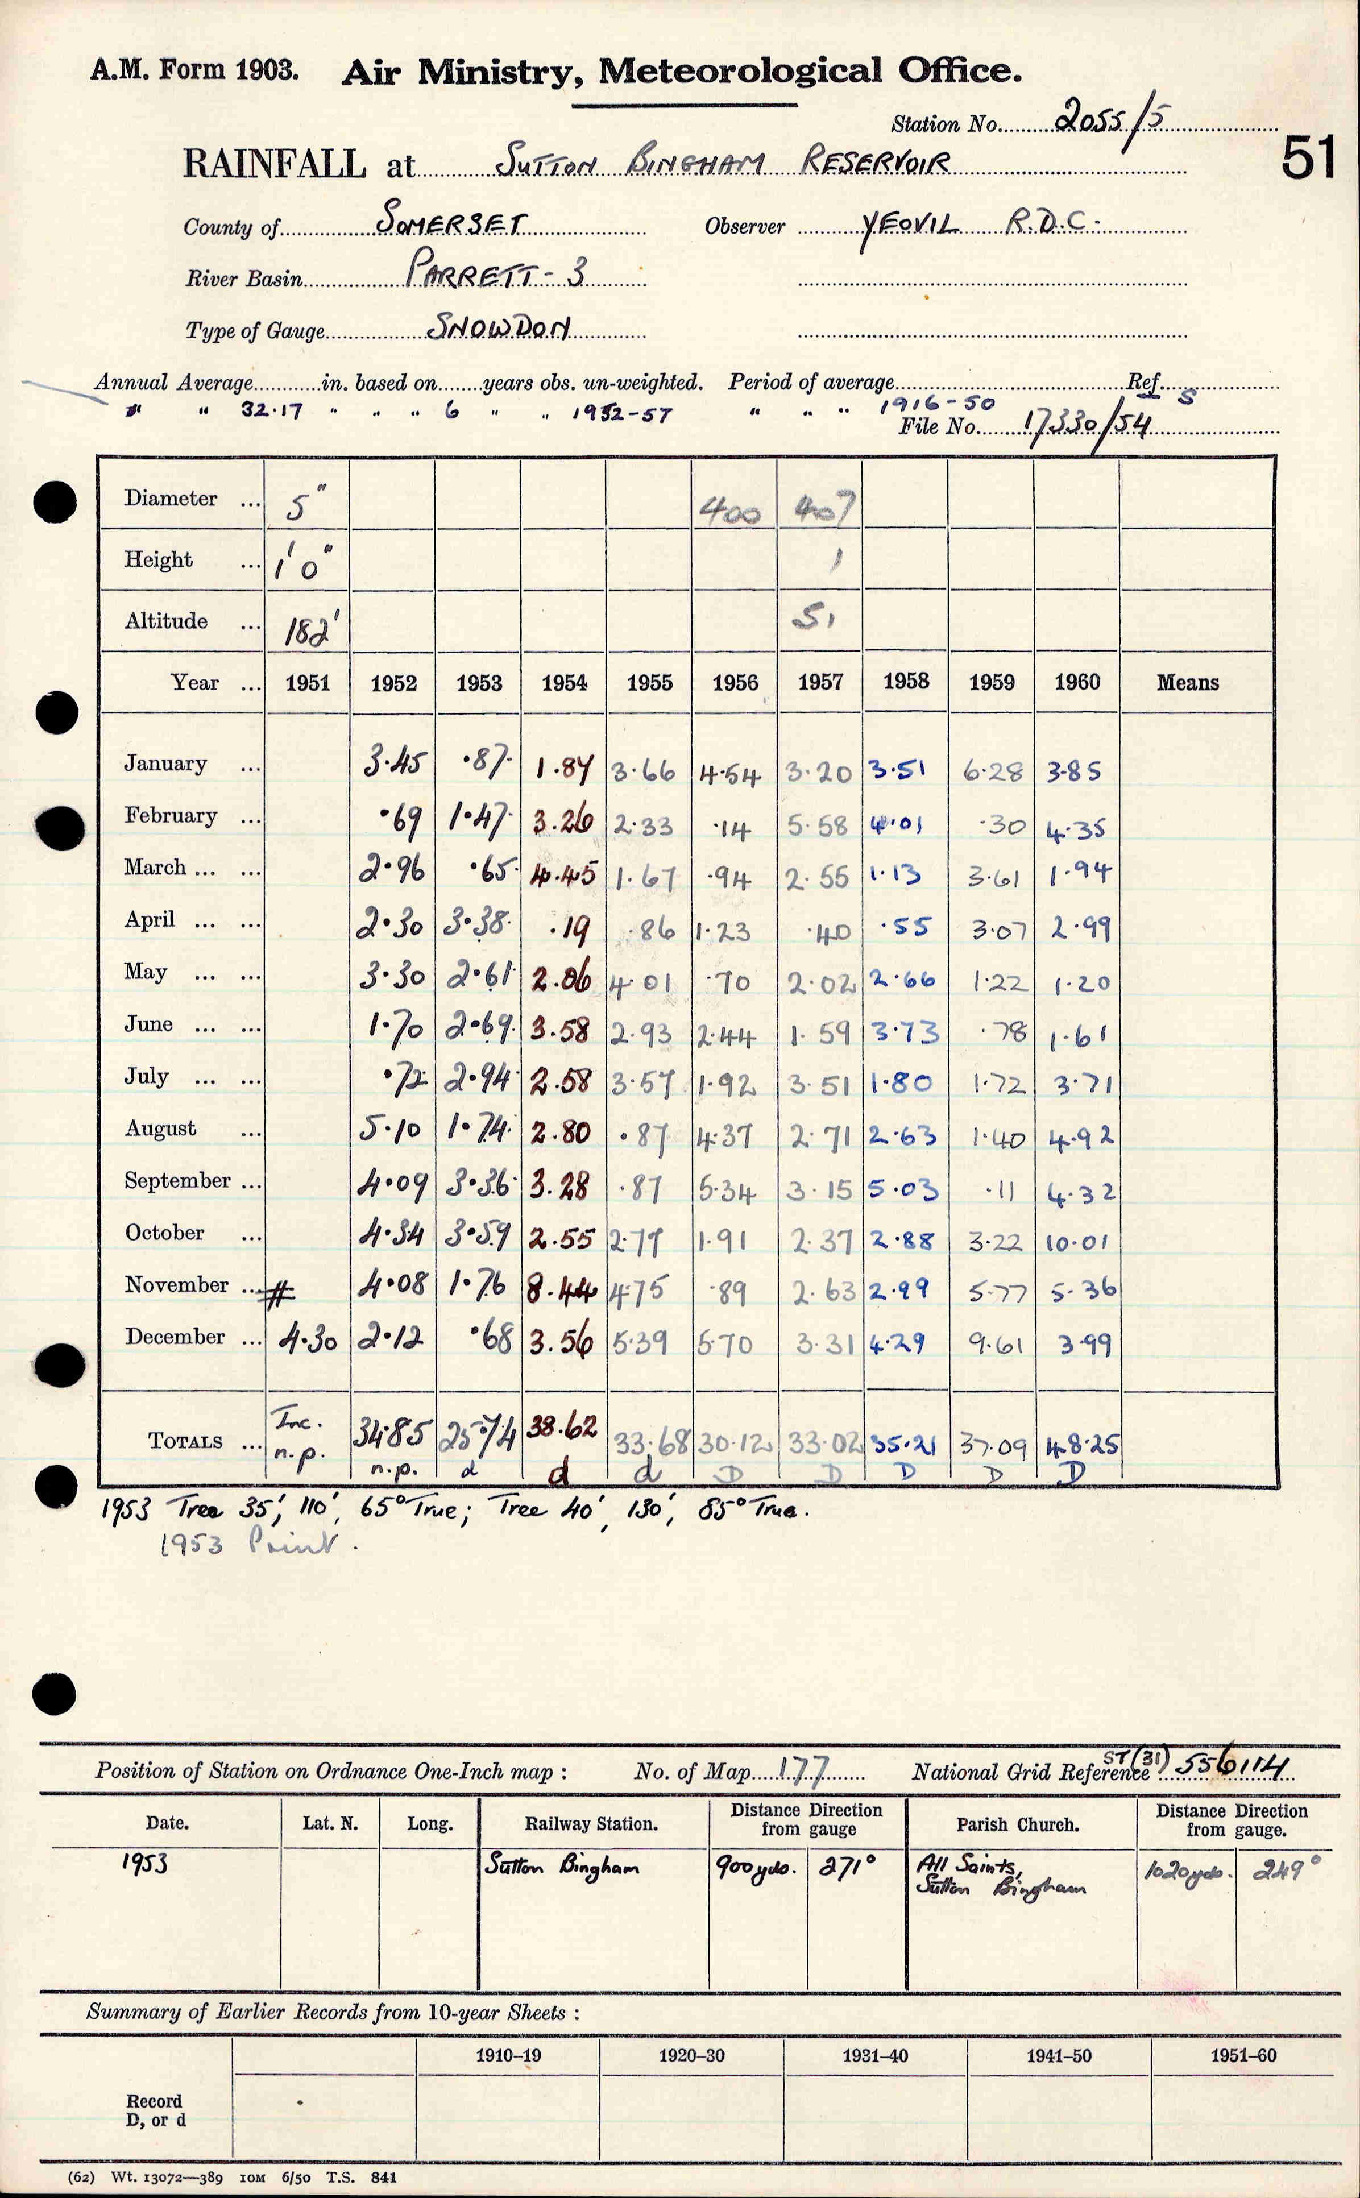 A.M. Form 1903. Air Ministry, Meteorological Office.
Station No. 2055/5
RAINFALL at SUTTON BINGHAM RESERVOIR 51
County of SOMERSET Observer YEOVIL R.D.C.
River Basin PARRETT - 3
Type of Gauge SNOWDON
Annual Average in. based on years obs. un-weighted. Period of average Ref.
" " 32.17 " " " 6 " " 1952-57 " " " 1916-50 S
File No. 17330/54
Diameter ... 5" 400 407
Height ... 1' 0" 1
Altitude ... 182' 51
Year ... 1951 1952 1953 1954 1955 1956 1957 1958 1959 1960 Means
January ... 3.45 .87 1.87 3.66 4.54 3.20 3.51 6.28 3.85
February ... .69 1.47 3.26 2.33 .14 5.58 4.01 .30 4.35
March ... ... 2.96 .65 4.45 1.67 .94 2.55 1.13 3.61 1.94
April ... ... 2.30 3.38 .19 .86 1.23 .40 .55 3.07 2.99
May ... ... 3.30 2.61 2.06 4.01 .70 2.02 2.66 1.22 1.20
June ... ... 1.70 2.69 3.58 2.93 2.44 1.59 3.73 .78 1.61
July ... ... .72 2.94 2.58 3.57 1.92 3.51 1.80 1.72 3.71
August ... 5.10 1.74 2.80 .87 4.37 2.71 2.63 1.40 4.92
September ... 4.09 3.36 3.28 .87 5.34 3.15 5.03 .11 4.32
October ... 4.34 3.59 2.55 2.77 1.91 2.37 2.88 3.22 10.01
November ... # 4.08 1.76 8.44 4.75 .89 2.63 2.99 5.77 5.36
December ... 4.30 2.12 .68 3.56 5.39 5.70 3.31 4.29 9.61 3.99
TOTALS ... Inc. n.p. 34.85 25.74 38.62 33.68 30.12 33.02 35.21 37.09 48.25
n.p. d d d D D D D D
1953 Tree 35', 110', 65° True; Tree 40', 130', 85° True.
1953 Print.
Position of Station on Ordnance One-Inch map : No. of Map 177 National Grid Reference ST(31) 556114
Date. Lat. N. Long. Railway Station. Distance Direction from gauge Parish Church. Distance Direction from gauge.
1953 Sutton Bingham 900 yds. 271° All Saints, 1020 yds. 249°
Sutton Bingham
Summary of Earlier Records from 10-year Sheets :
1910–19 1920–30 1931–40 1941–50 1951–60
Record
D, or d
(62) Wt. 13072—389 10M 6/50 T.S. 841